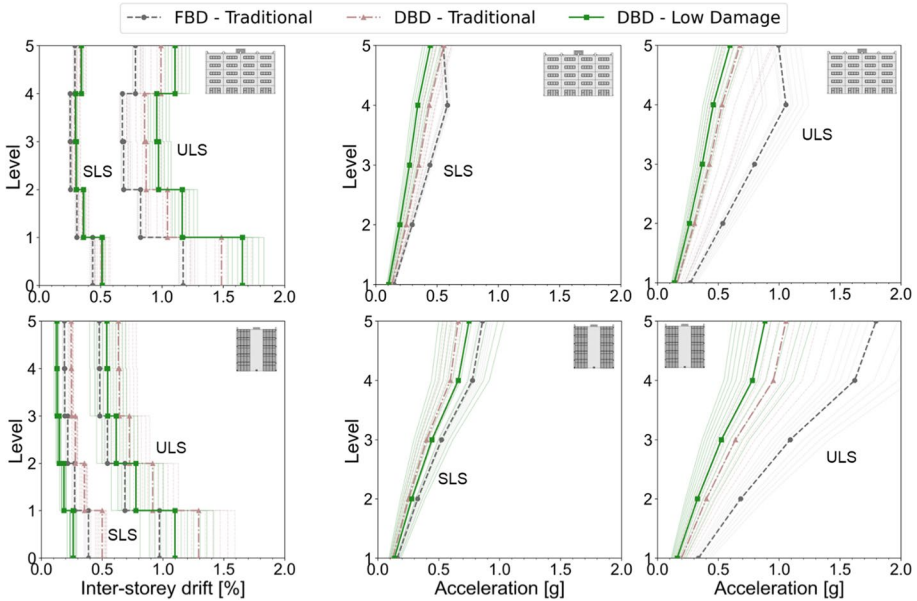 FBD - Traditional DBD - Traditional DBD - Low Damage
5 5 5
4 4 4
3 3 3
2 2 2
1 1 1
0
Level
SLS ULS SLS ULS
0.0 0.5 1.0 1.5 2.0 0.0 0.5 1.0 1.5 2.0 0.0 0.5 1.0 1.5 2.0
5 5 5
4 4 4
3 3 3
2 2 2
1 1 1
0
Level Level Level
ULS SLS SLS ULS
0.0 0.5 1.0 1.5 2.0 0.0 0.5 1.0 1.5 2.0 0.0 0.5 1.0 1.5 2.0
Inter-storey drift [%] Acceleration [g] Acceleration [g]